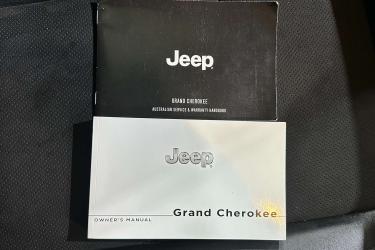 Jeep
GRAND CHEROKEE
AUSTRALIAN SERVICE & WARRANTY HANDBOOK
Jeep
Grand Cherokee
OWNER'S MANUAL